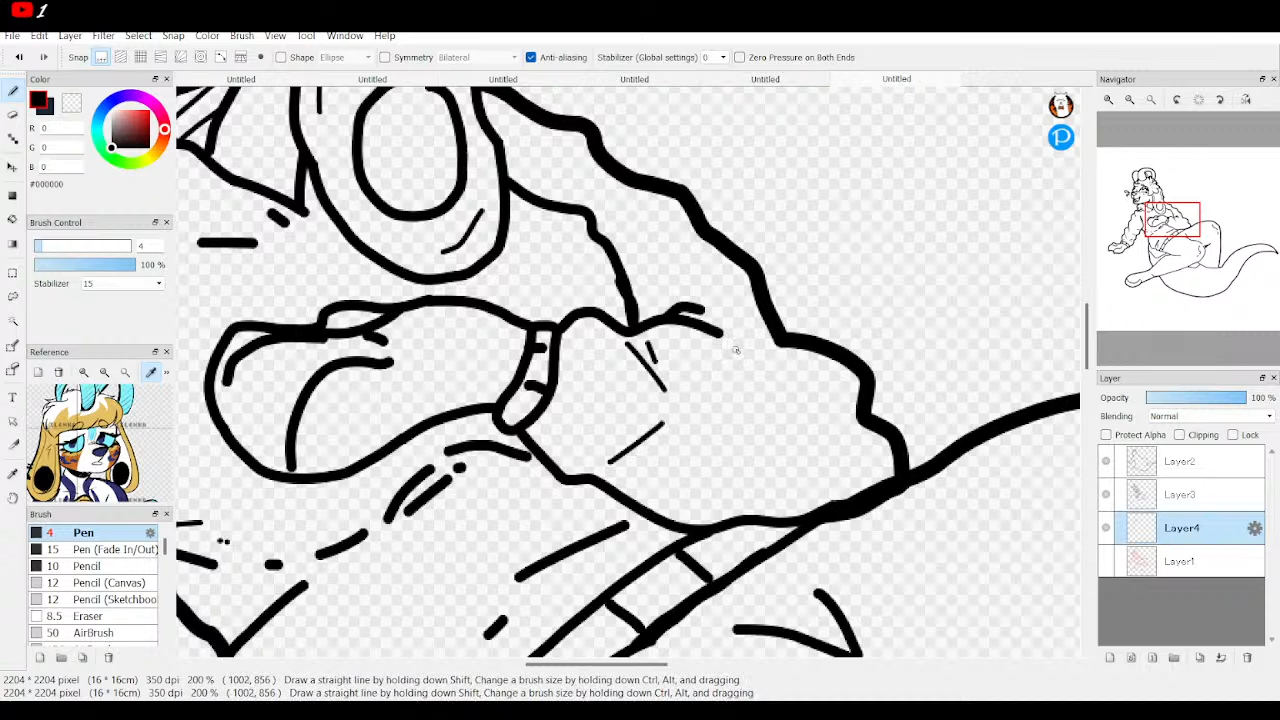 1
File Edit Layer Filter Select Snap Color Brush View Tool Window Help
Snap Shape Ellipse Symmetry Bilateral Anti-aliasing Stabilizer (Global settings) 0 Zero Pressure on Both Ends
Color
Untitled Untitled Untitled Untitled Untitled Untitled
Navigator
R 0
G 0
B 0
#000000
Brush Control
4
100 %
Stabilizer 15
Reference
Brush
4 Pen
15 Pen (Fade In/Out)
10 Pencil
12 Pencil (Canvas)
12 Pencil (Sketchboo
8.5 Eraser
50 AirBrush
Layer
Opacity 100 %
Blending Normal
Protect Alpha Clipping Lock
Layer2
Layer3
Layer4
Layer1
2204 * 2204 pixel (16 * 16cm) 350 dpi 200 % ( 1002, 856 ) Draw a straight line by holding down Shift, Change a brush size by holding down Ctrl, Alt, and dragging
2204 * 2204 pixel (16 * 16cm) 350 dpi 200 % ( 1002, 856 ) Draw a straight line by holding down Shift, Change a brush size by holding down Ctrl, Alt, and dragging